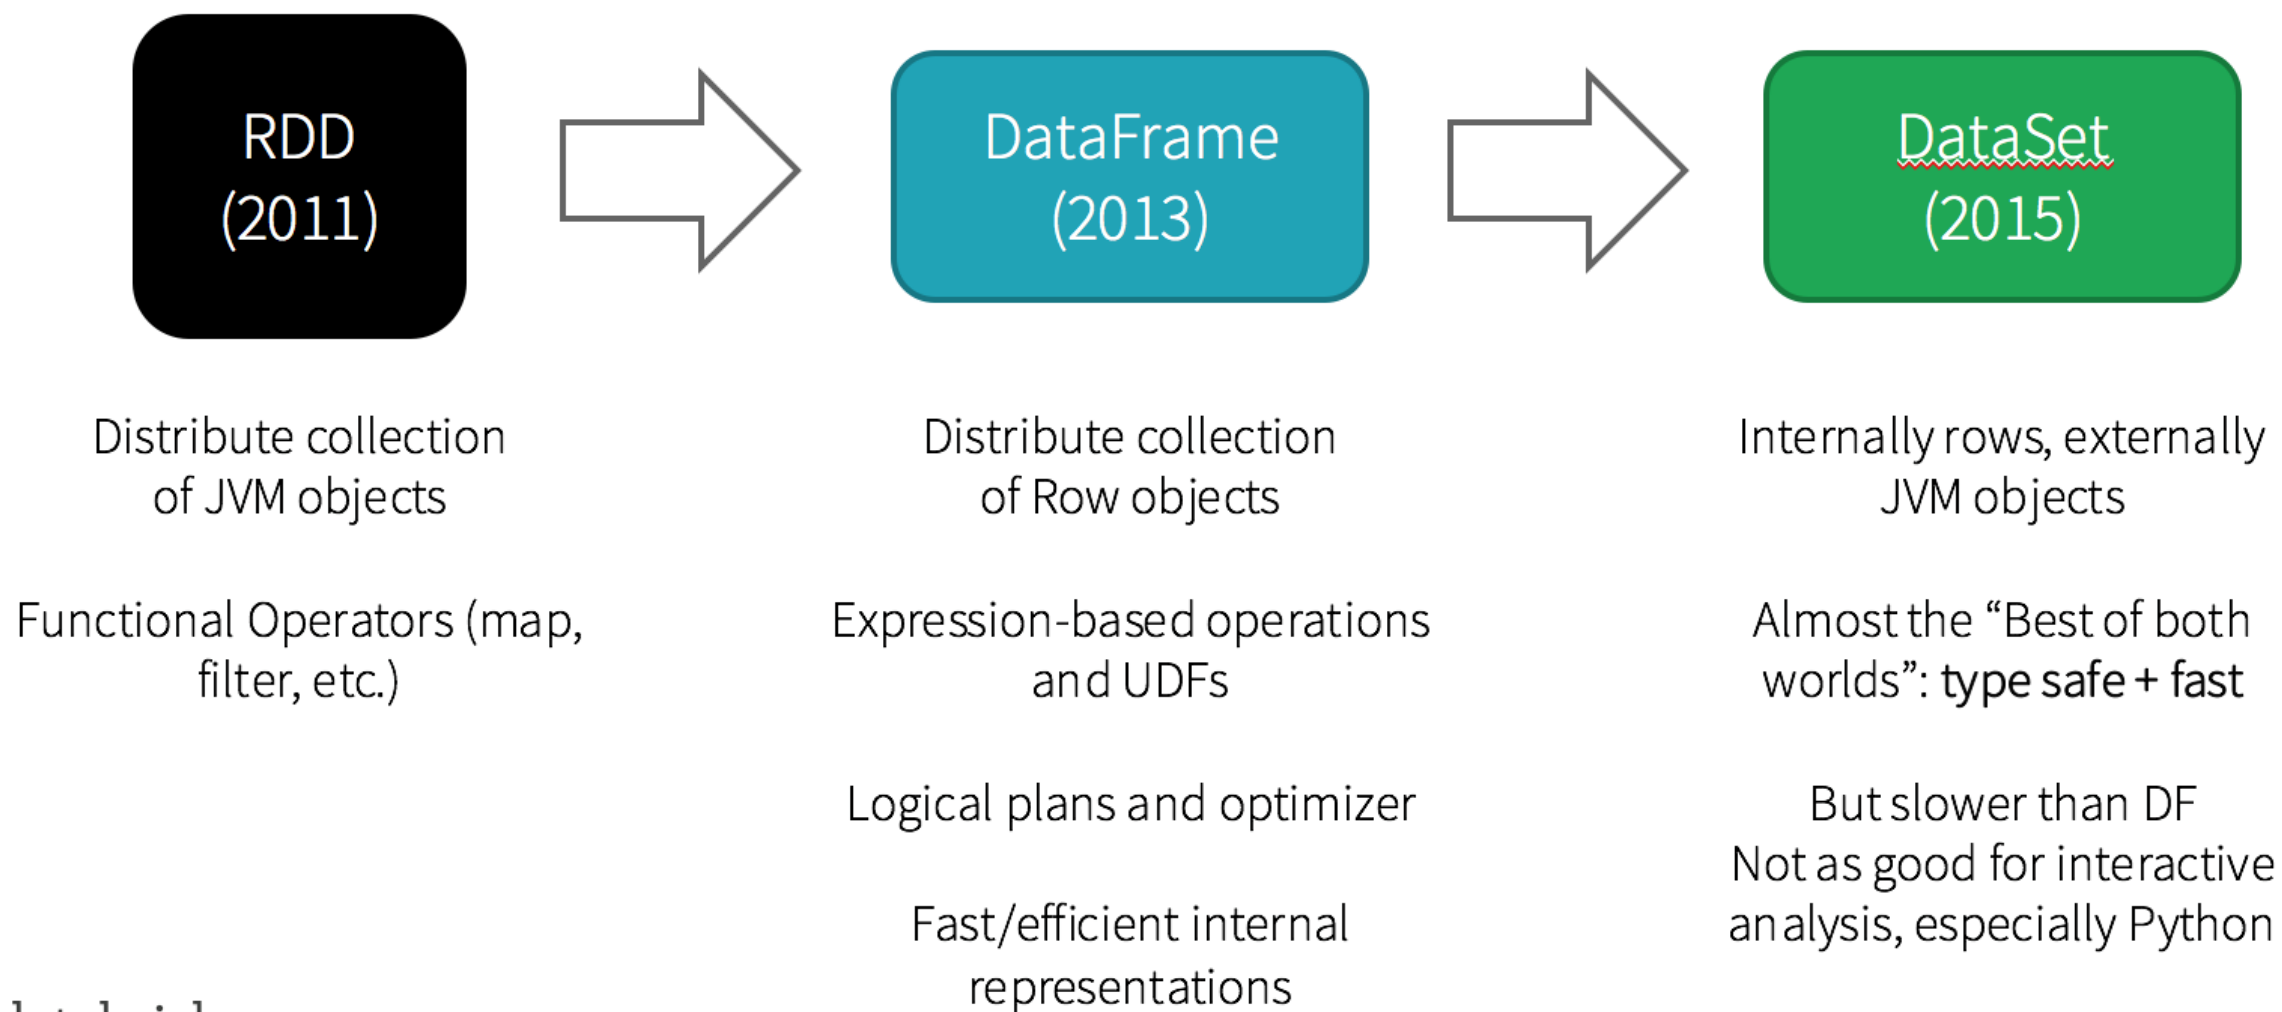 RDD
(2011)
DataFrame
(2013)
DataSet
(2015)
Distribute collection
of JVM objects
Functional Operators (map,
filter, etc.)
Distribute collection
of Row objects
Expression-based operations
and UDFs
Logical plans and optimizer
Fast/efficient internal
representations
Internally rows, externally
JVM objects
Almost the “Best of both
worlds”: type safe + fast
But slower than DF
Not as good for interactive
analysis, especially Python